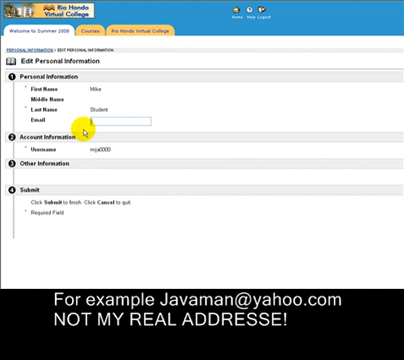 Rio Hondo
Virtual College
Home Help Logout
Welcome to Summer 2008 Courses Rio Hondo Virtual College
PERSONAL INFORMATION > EDIT PERSONAL INFORMATION
Edit Personal Information
1 Personal Information
* First Name Mike
Middle Name
* Last Name Student
Email
2 Account Information
* Username mija0000
3 Other Information
4 Submit
Click Submit to finish. Click Cancel to quit.
* Required Field
For example Javaman@yahoo.com
NOT MY REAL ADDRESSE!